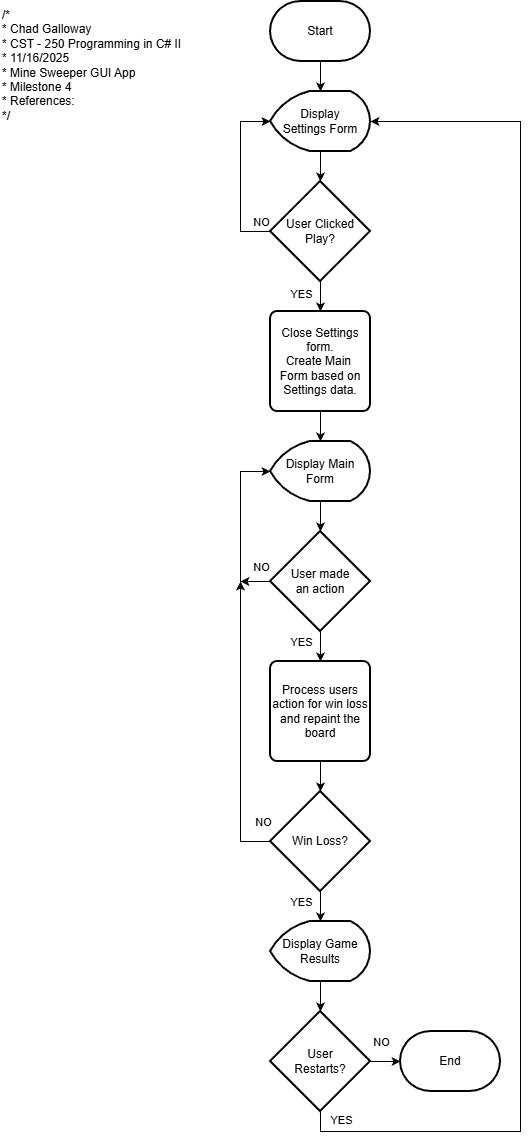 /*
* Chad Galloway
* CST - 250 Programming in C# II
* 11/16/2025
* Mine Sweeper GUI App
* Milestone 4
* References:
*/
Start
Display
Settings Form
NO
User Clicked
Play?
YES
Close Settings
form.
Create Main
Form based on
Settings data.
Display Main
Form
NO
User made
an action
YES
Process users
action for win loss
and repaint the
board
NO
Win Loss?
YES
Display Game
Results
User
Restarts?
NO
End
YES